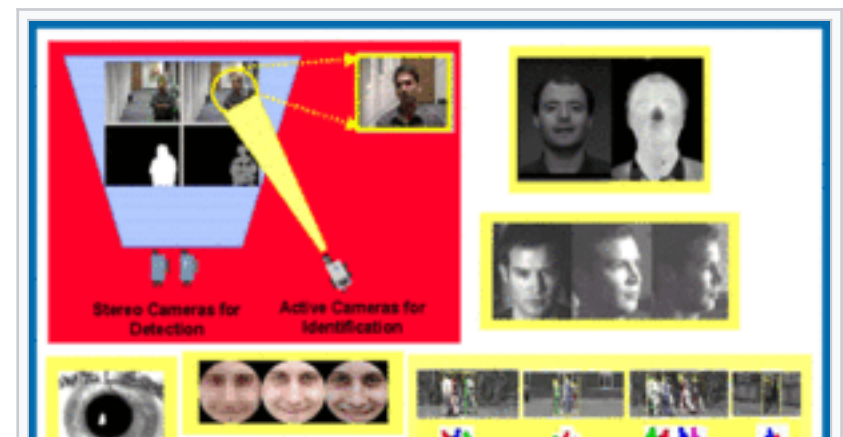 Stereo Cameras for
Detection
Active Cameras for
Identification